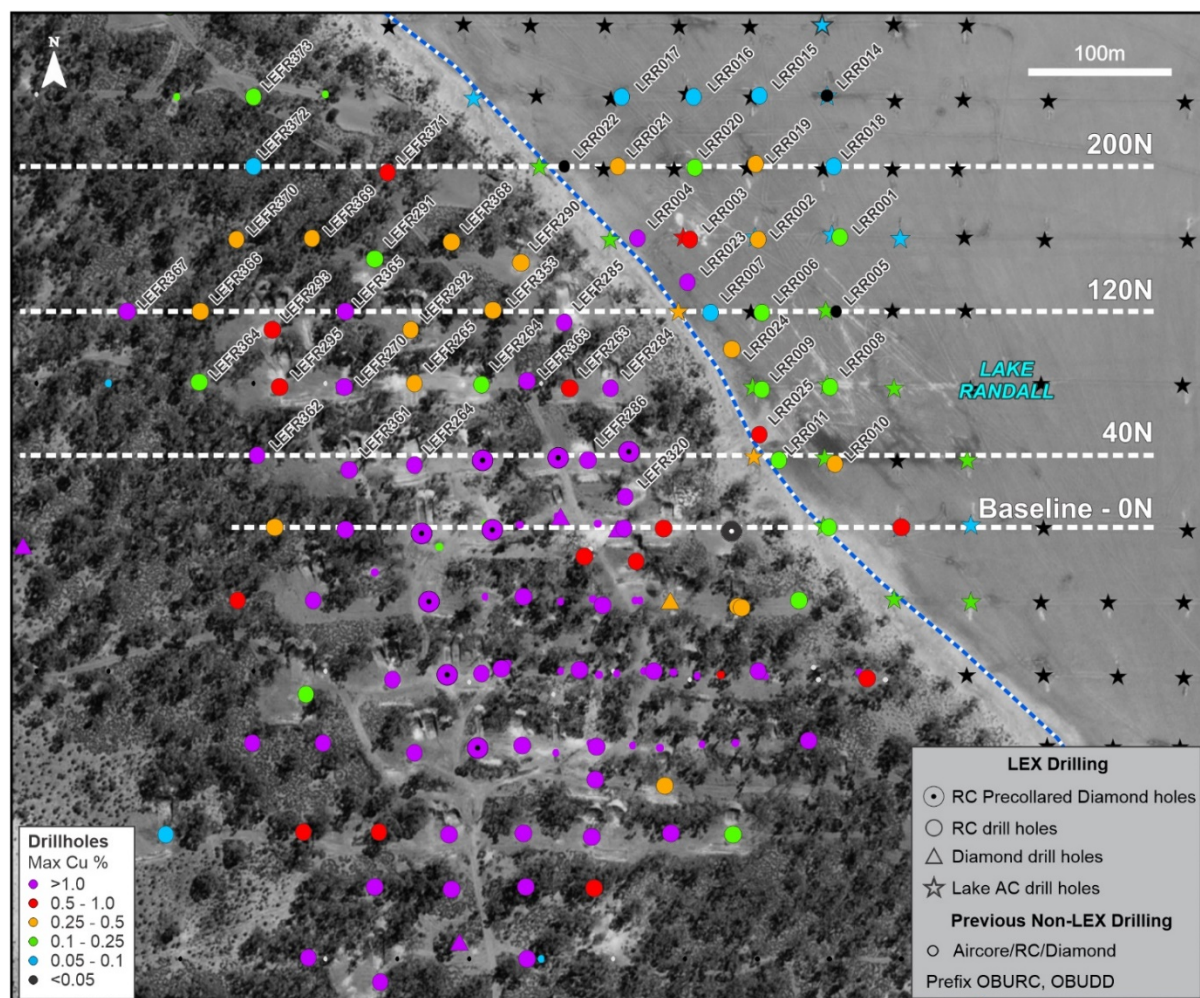 N
100m
LEFR373
LRR017
LRR016
LRR015
LRR014
LEFR372
LEFR371
LRR022
LRR021
LRR020
LRR019
LRR018
200N
LEFR370
LEFR369
LEFR291
LEFR368
LEFR290
LRR004
LRR003
LRR002
LRR001
LRR023
LEFR367
LEFR366
LEFR293
LEFR365
LEFR292
LEFR353
LEFR285
LRR007
LRR006
LRR005
120N
LRR024
LEFR364
LEFR295
LEFR270
LEFR265
LEFR264
LEFR363
LEFR263
LEFR284
LRR009
LRR008
LAKE
RANDALL
LRR025
LEFR362
LEFR361
LEFR264
LEFR286
LRR011
LRR010
40N
LEFR320
Baseline - 0N
Drillholes
Max Cu %
>1.0
0.5 - 1.0
0.25 - 0.5
0.1 - 0.25
0.05 - 0.1
<0.05
LEX Drilling
RC Precollared Diamond holes
RC drill holes
Diamond drill holes
Lake AC drill holes
Previous Non-LEX Drilling
Aircore/RC/Diamond
Prefix OBURC, OBUDD